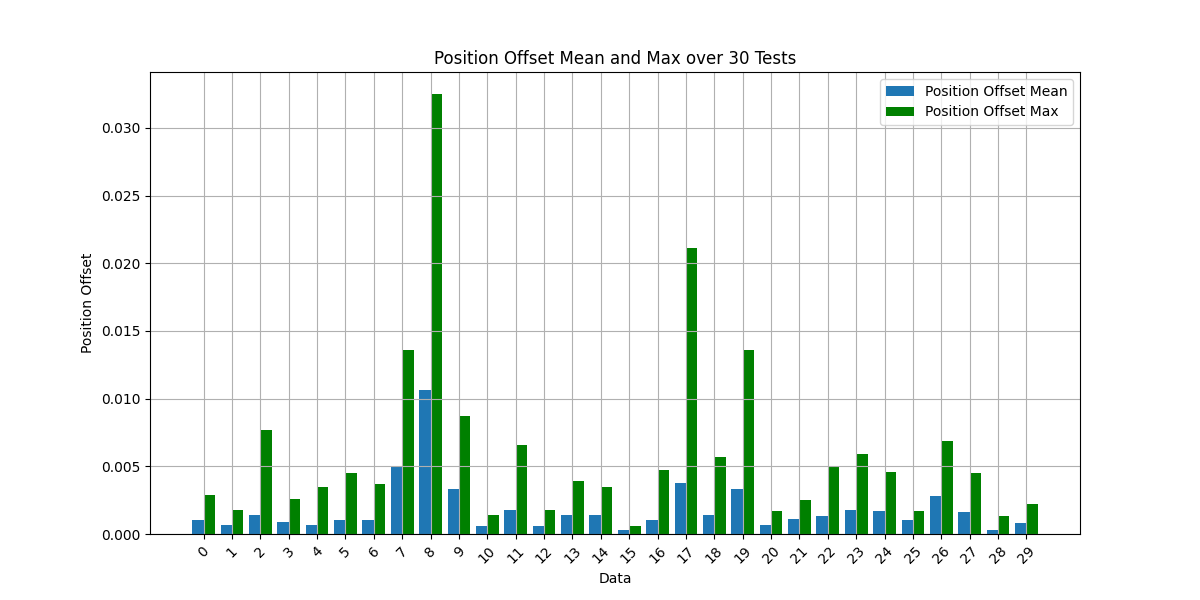 Position Offset Mean and Max over 30 Tests
Position Offset Mean
Position Offset Max
0.030
0.025
0.020
0.015
0.010
0.005
0.000
Position Offset
0 1 2 3 4 5 6 7 8 9 10 11 12 13 14 15 16 17 18 19 20 21 22 23 24 25 26 27 28 29
Data